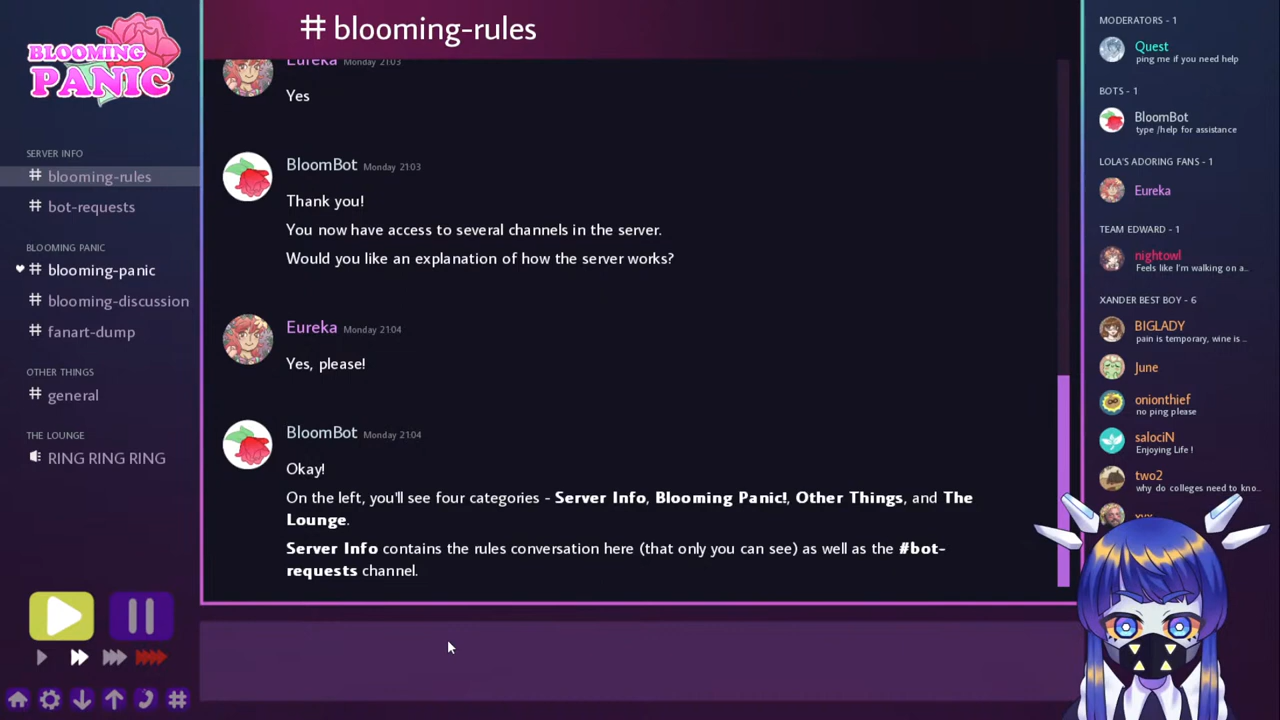 BLOOMING
PANIC
SERVER INFO
# blooming-rules
# bot-requests
BLOOMING PANIC
# blooming-panic
# blooming-discussion
# fanart-dump
OTHER THINGS
# general
THE LOUNGE
RING RING RING
# blooming-rules
Eureka Monday 2103
Yes
BloomBot Monday 2103
Thank you!
You now have access to several channels in the server.
Would you like an explanation of how the server works?
Eureka Monday 2104
Yes, please!
BloomBot Monday 2104
Okay!
On the left, you'll see four categories - Server Info, Blooming Panic!, Other Things, and The
Lounge.
Server Info contains the rules conversation here (that only you can see) as well as the #bot-
requests channel.
MODERATORS - 1
Quest
ping me if you need help
BOTS - 1
BloomBot
type /help for assistance
LOLA'S ADORING FANS - 1
Eureka
TEAM EDWARD - 1
nightowl
Feels like I'm walking on a...
XANDER BEST BOY - 6
BIGLADY
pain is temporary, wine is ...
June
onionthief
no ping please
salociN
Enjoying Life !
two2
why do colleges need to kno...